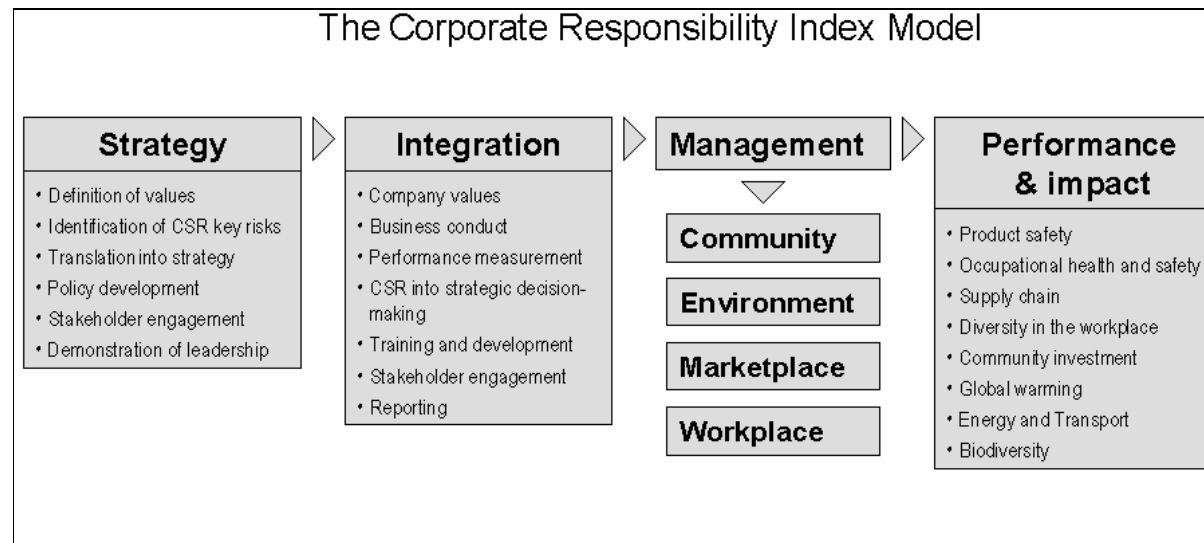 The Corporate Responsibility Index Model
Strategy
• Definition of values
• Identification of CSR key risks
• Translation into strategy
• Policy development
• Stakeholder engagement
• Demonstration of leadership
Integration
• Company values
• Business conduct
• Performance measurement
• CSR into strategic decision-
making
• Training and development
• Stakeholder engagement
• Reporting
Management
Community
Environment
Marketplace
Workplace
Performance
& impact
• Product safety
• Occupational health and safety
• Supply chain
• Diversity in the workplace
• Community investment
• Global warming
• Energy and Transport
• Biodiversity